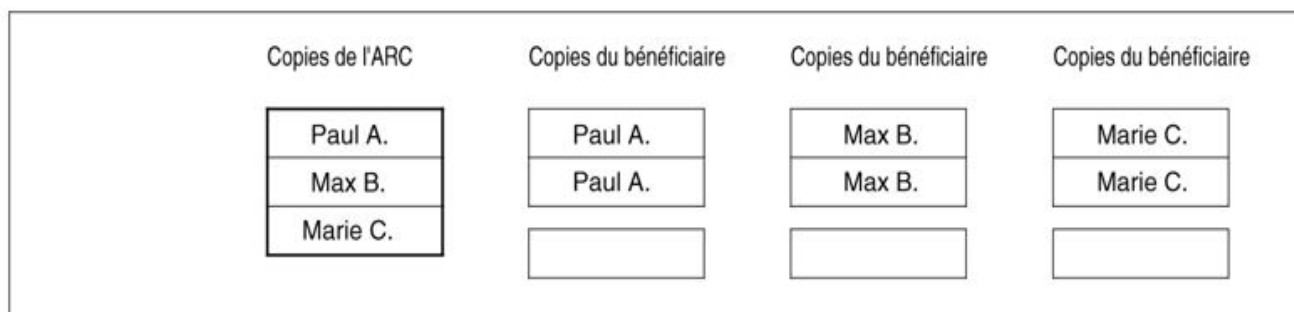 Copies de l'ARC Copies du bénéficiaire Copies du bénéficiaire Copies du bénéficiaire
Paul A. Paul A. Max B. Marie C.
Max B. Paul A. Max B. Marie C.
Marie C.